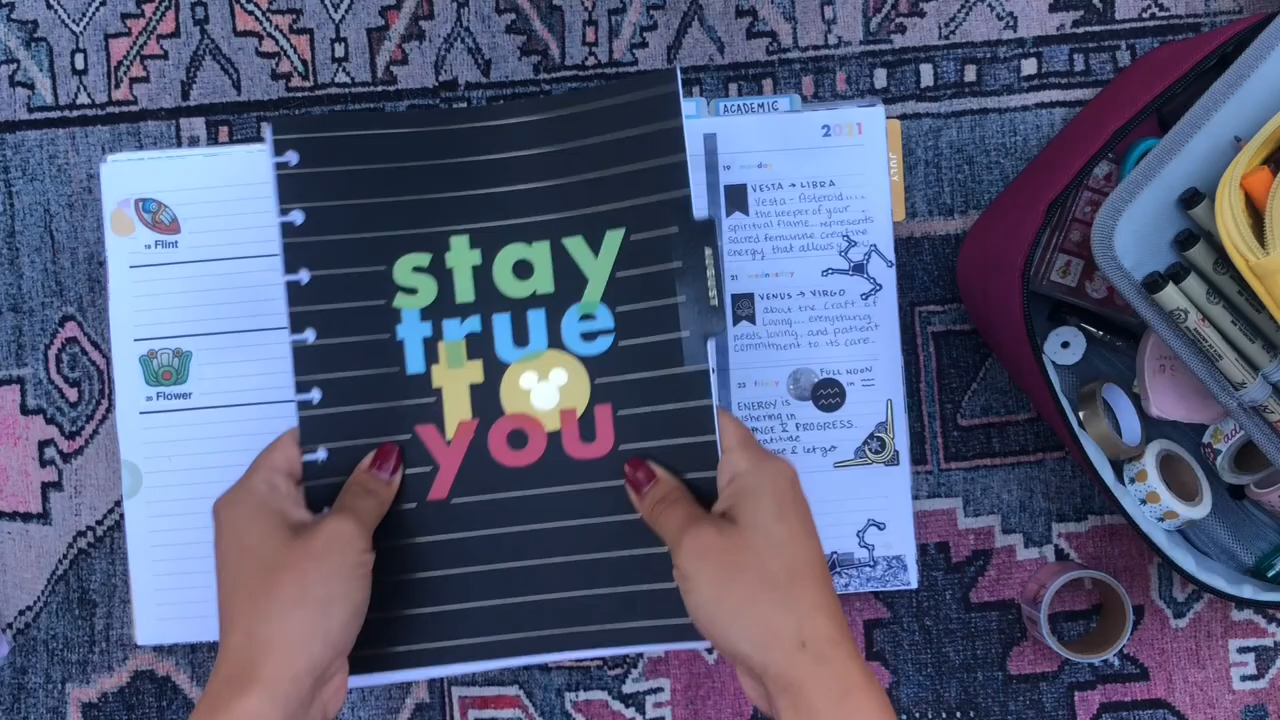 19 Flint
20 Flower
stay
true
to
you
AUGUST
ACADEMIC
2021
JULY
19 monday
VESTA → LIBRA
Vesta - Asteroid....
the keeper of your
spiritual flame... represents
sacred feminine creative
energy that allows you
21 wednesday
VENUS → VIRGO
about the craft of
Loving... everything
needs loving, and patient
commitment to its care.
23 friday
FULL MOON
in
ENERGY is
ushering in
& PROGRESS.
& let go